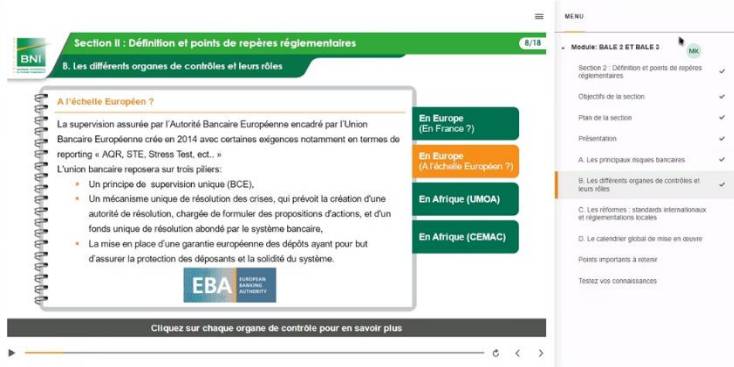 MENU
Section II : Définition et points de repères réglementaires
8/18
BNI
B. Les différents organes de contrôles et leurs rôles
A l'échelle Européen ?
La supervision assurée par l'Autorité Bancaire Européenne encadré par l'Union
Bancaire Européenne crée en 2014 avec certaines exigences notamment en termes de
reporting « AQR, STE, Stress Test, ect.. »
L'union bancaire reposera sur trois piliers:
Un principe de supervision unique (BCE),
Un mécanisme unique de résolution des crises, qui prévoit la création d'une
autorité de résolution, chargée de formuler des propositions d'actions, et d'un
fonds unique de résolution abondé par le système bancaire,
La mise en place d'une garantie européenne des dépôts ayant pour but
d'assurer la protection des déposants et la solidité du système.
EBA EUROPEAN
BANKING
AUTHORITY
En Europe
(En France ?)
En Europe
(A l'échelle Européen ?)
En Afrique (UMOA)
En Afrique (CEMAC)
Cliquez sur chaque organe de contrôle pour en savoir plus
Module: BALE 2 ET BALE 3
MK
Section 2 : Définition et points de repères
réglementaires
Objectifs de la section
Plan de la section
Présentation
A. Les principaux risques bancaires
B. Les différents organes de contrôles et
leurs rôles
C. Les réformes : standards internationaux
et réglementations locales
D. Le calendrier global de mise en œuvre
Points importants à retenir
Testez vos connaissances